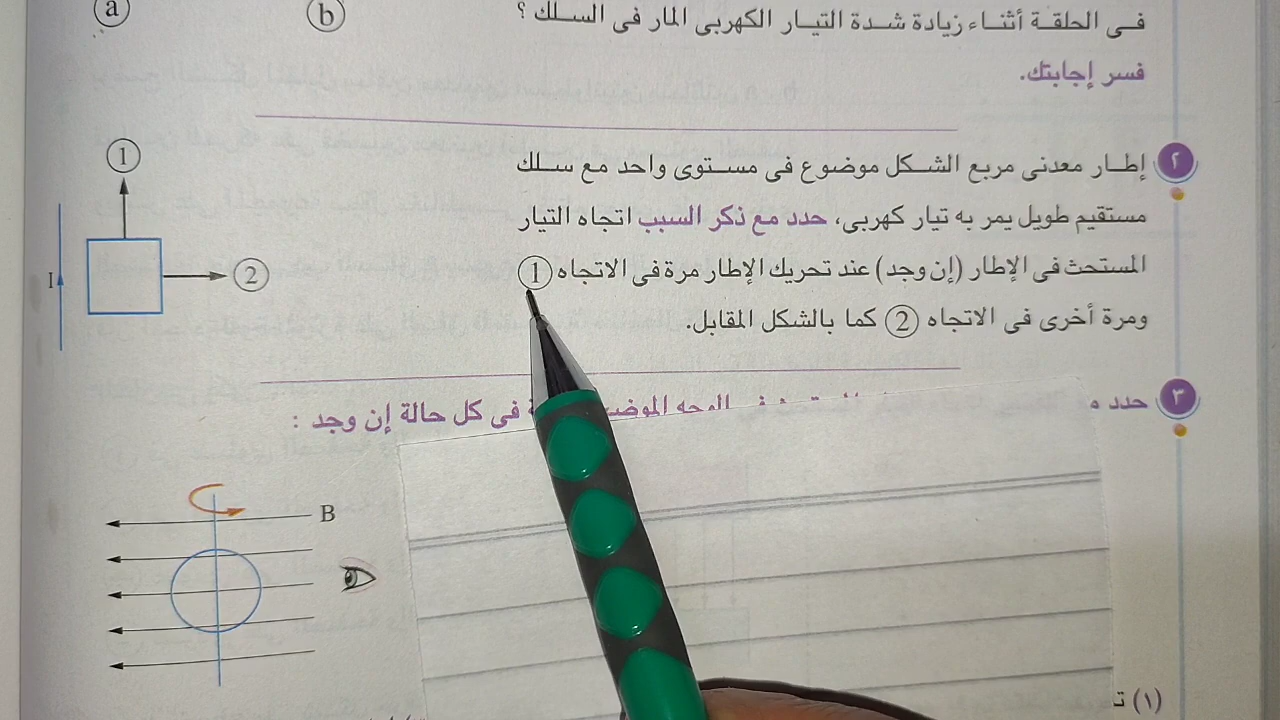 a
b
فى الحلقة أثناء زيادة شدة التيار الكهربى المار فى السلك ؟
فسر إجابتك.
٢ إطار معدنى مربع الشكل موضوع فى مستوى واحد مع سلك
مستقيم طويل يمر به تيار كهربى، حدد مع ذكر السبب اتجاه التيار
المستحث فى الإطار (إن وجد) عند تحريك الإطار مرة فى الاتجاه 1
ومرة أخرى فى الاتجاه 2 كما بالشكل المقابل.
1
2
I
٣ حدد
فى كل حالة إن وجد :
B
(١)